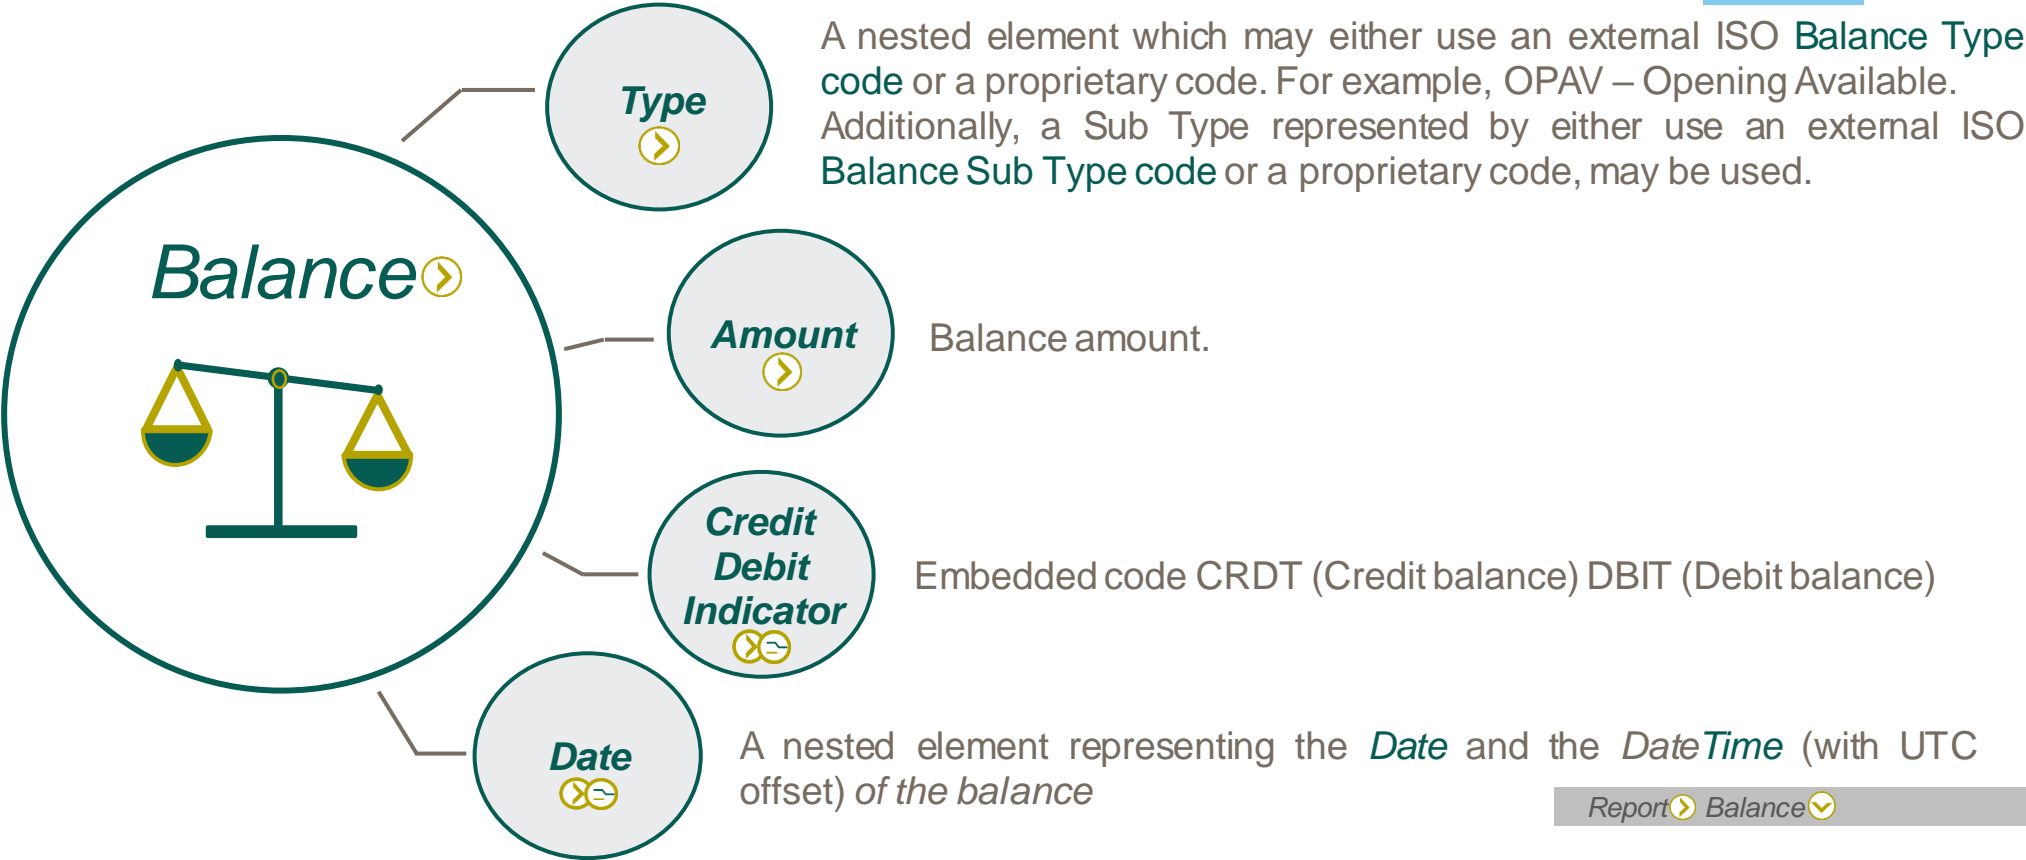 A nested element which may either use an external ISO Balance Type
code or a proprietary code. For example, OPAV – Opening Available.
Additionally, a Sub Type represented by either use an external ISO
Balance Sub Type code or a proprietary code, may be used.
Type
Balance
Amount
Balance amount.
Credit
Debit
Indicator
Embedded code CRDT (Credit balance) DBIT (Debit balance)
Date
A nested element representing the Date and the DateTime (with UTC
offset) of the balance
Report Balance